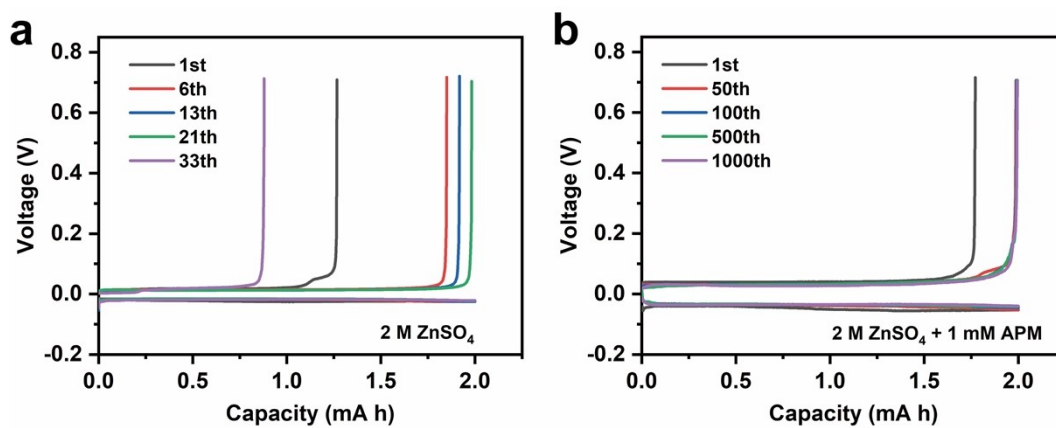 a
0.8
0.6
0.4
0.2
0.0
-0.2
Voltage (V)
1st
6th
13th
21th
33th
2 M ZnSO₄
0.0 0.5 1.0 1.5 2.0
Capacity (mA h)
b
0.8
0.6
0.4
0.2
0.0
-0.2
Voltage (V)
1st
50th
100th
500th
1000th
2 M ZnSO₄ + 1 mM APM
0.0 0.5 1.0 1.5 2.0
Capacity (mA h)